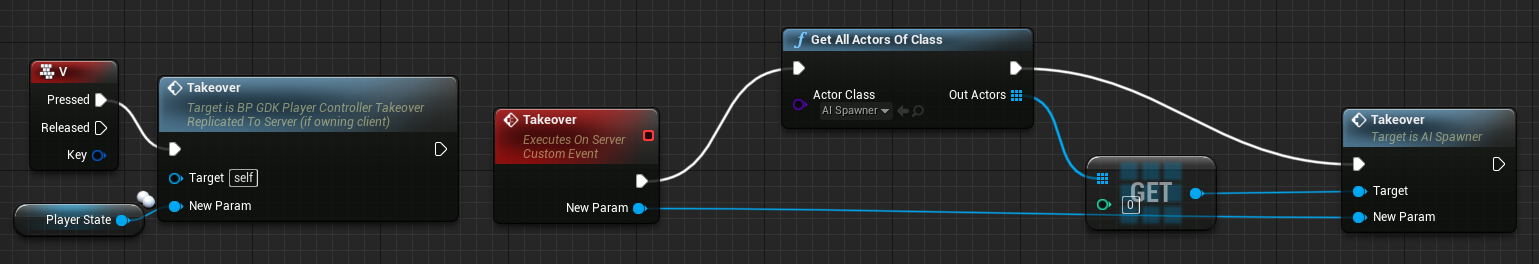 V
Pressed
Released
Key
Player State
Takeover
Target is BP GDK Player Controller Takeover
Replicated To Server (if owning client)
Target self
New Param
Takeover
Executes On Server
Custom Event
New Param
f Get All Actors Of Class
Actor Class
AI Spawner
Out Actors
GET
0
Takeover
Target is AI Spawner
Target
New Param